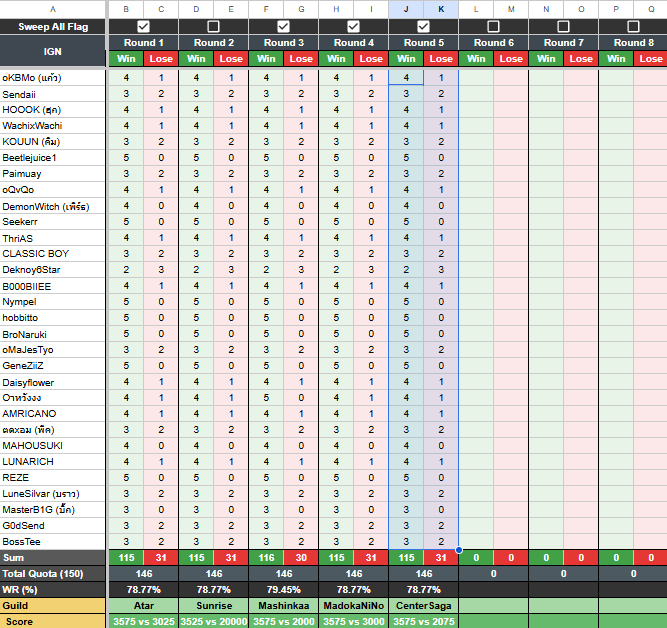 A B C D E F G H I J K L M N O P Q
Sweep All Flag
IGN Round 1 Round 2 Round 3 Round 4 Round 5 Round 6 Round 7 Round 8
Win Lose Win Lose Win Lose Win Lose Win Lose Win Lose Win Lose Win Lose
oKBMo (แก้ว) 4 1 4 1 4 1 4 1 4 1
Sendaii 3 2 3 2 3 2 3 2 3 2
HOOOK (ฮุค) 4 1 4 1 4 1 4 1 4 1
WachixWachi 4 1 4 1 4 1 4 1 4 1
KOUUN (คิม) 3 2 3 2 3 2 3 2 3 2
Beetlejuice1 5 0 5 0 5 0 5 0 5 0
Paimuay 3 2 3 2 3 2 3 2 3 2
oQvQo 4 1 4 1 4 1 4 1 4 1
DemonWitch (เพิร์ธ) 4 0 4 0 4 0 4 0 4 0
Seekerr 5 0 5 0 5 0 5 0 5 0
ThriAS 4 1 4 1 4 1 4 1 4 1
CLASSIC BOY 3 2 3 2 3 2 3 2 3 2
Deknoy6Star 2 3 2 3 2 3 2 3 2 3
B000BIIEE 4 1 4 1 4 1 4 1 4 1
Nympel 5 0 5 0 5 0 5 0 5 0
hobbitto 5 0 5 0 5 0 5 0 5 0
BroNaruki 5 0 5 0 5 0 5 0 5 0
oMaJesTyo 3 2 3 2 3 2 3 2 3 2
GeneZiiZ 5 0 5 0 5 0 5 0 5 0
Daisyflower 4 1 4 1 4 1 4 1 4 1
Oาหรังงง 4 1 4 1 5 0 4 1 4 1
AMRICANO 4 1 4 1 4 1 4 1 4 1
ตดxอม (พีค) 3 2 3 2 3 2 3 2 3 2
MAHOUSUKI 4 0 4 0 4 0 4 0 4 0
LUNARICH 4 1 4 1 4 1 4 1 4 1
REZE 5 0 5 0 5 0 5 0 5 0
LuneSilvar (บราว) 3 2 3 2 3 2 3 2 3 2
MasterB1G (บิ๊ค) 3 0 3 0 3 0 3 0 3 0
G0dSend 3 2 3 2 3 2 3 2 3 2
BossTee 3 2 3 2 3 2 3 2 3 2
Sum 115 31 115 31 116 30 115 31 115 31 0 0 0 0 0 0
Total Quota (150) 146 146 146 146 146 0 0 0
WR (%) 78.77% 78.77% 79.45% 78.77% 78.77%
Guild Atar Sunrise Mashinkaa MadokaNiNo CenterSaga
Score 3575 vs 3025 3525 vs 20000 3575 vs 2000 3575 vs 3000 3575 vs 2075